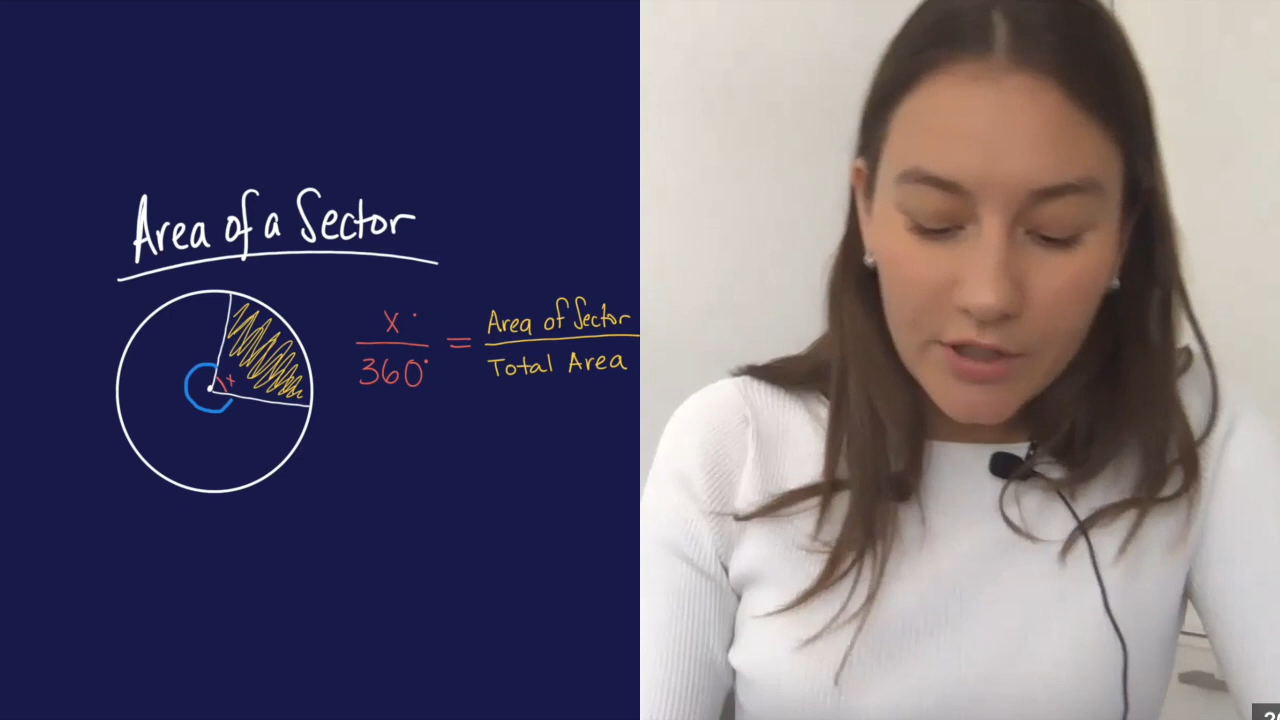 Area of a Sector
x° = Area of Sector
360° Total Area
x